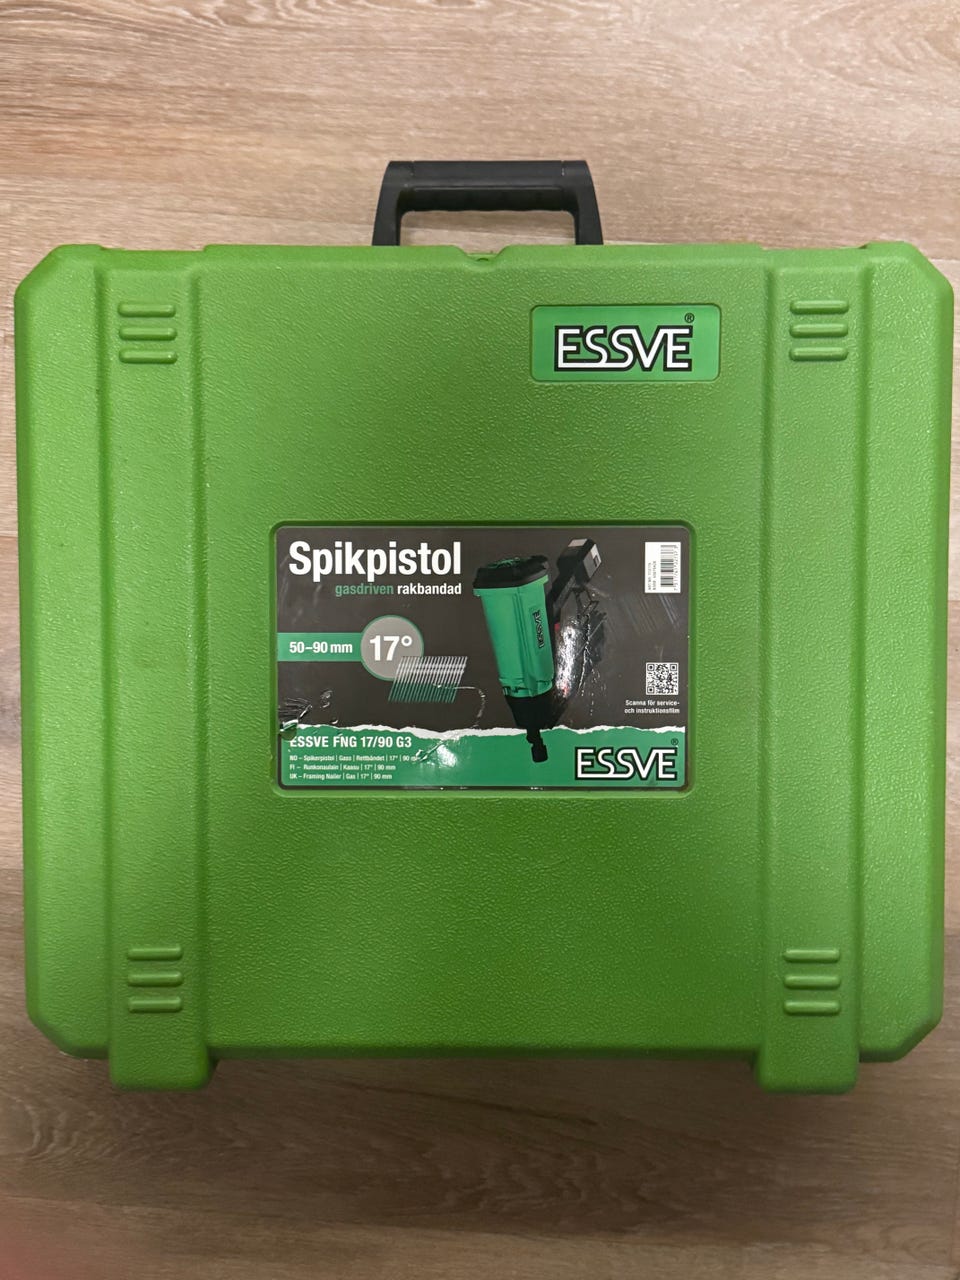 ESSVE®
Spikpistol
gasdriven rakbandad
50–90 mm
17°
ESSVE
Scanna för service-
och instruktionsfilm
ESSVE FNG 17/90 G3
NO – Spikerpistol | Gass | Rettbåndet | 17° | 90 mm
FI – Runkonaulain | Kaasu | 17° | 90 mm
UK – Framing Nailer | Gas | 17° | 90 mm
ESSVE®